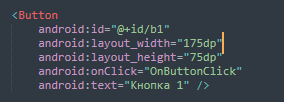 <Button
android:id="@+id/b1"
android:layout_width="175dp"
android:layout_height="75dp"
android:onClick="OnButtonClick"
android:text="Кнопка 1" />